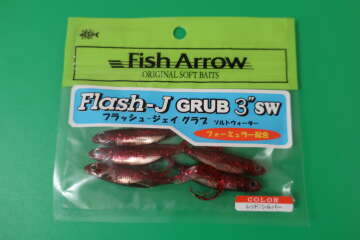 Fish Arrow
ORIGINAL SOFT BAITS
Flash-J GRUB 3"SW
フラッシュ-ジェイ グラブ ソルトウォーター
フォーミュラー配合
COLOR
レッド/シルバー